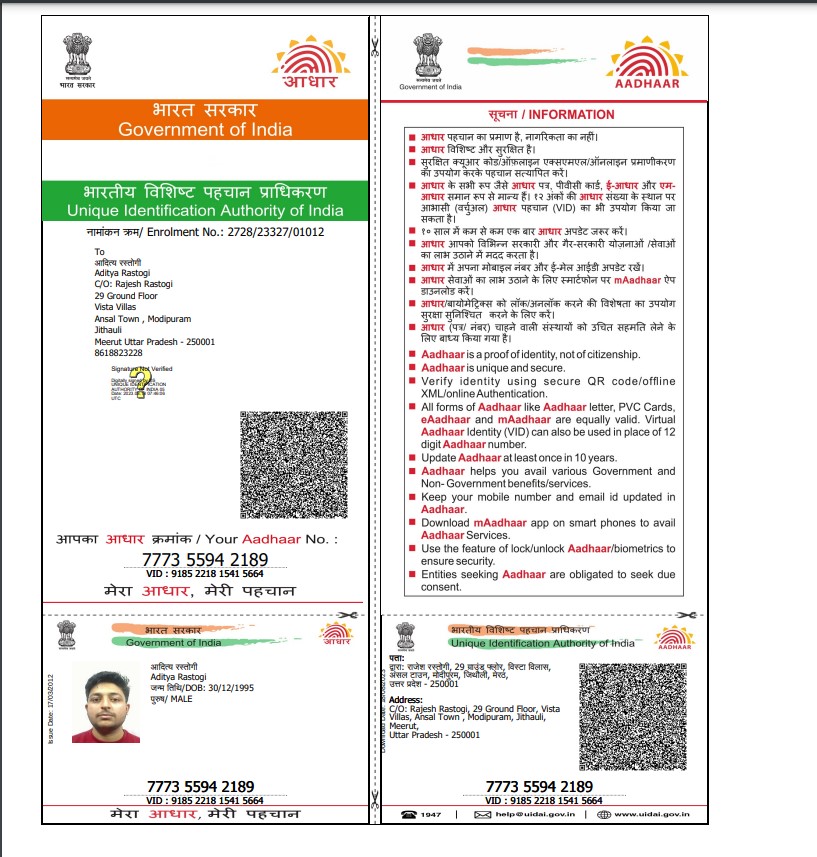 सत्यमेव जयते
भारत सरकार
आधार
भारत सरकार
Government of India
भारतीय विशिष्ट पहचान प्राधिकरण
Unique Identification Authority of India
नामांकन क्रम/ Enrolment No.: 2728/23327/01012
To
आदित्य रस्तोगी
Aditya Rastogi
C/O: Rajesh Rastogi
29 Ground Floor
Vista Villas
Ansal Town , Modipuram
Jithauli
Meerut Uttar Pradesh - 250001
8618823228
Signature Not Verified
Digitally signed by
UNIQUE IDENTIFICATION
AUTHORITY OF INDIA
UTC
आपका आधार क्रमांक / Your Aadhaar No. :
7773 5594 2189
VID : 9185 2218 1541 5664
मेरा आधार, मेरी पहचान
सत्यमेव जयते
Government of India
AADHAAR
सूचना / INFORMATION
■ आधार पहचान का प्रमाण है, नागरिकता का नहीं।
■ आधार विशिष्ट और सुरक्षित है।
■ सुरक्षित क्यूआर कोड/ऑफलाइन एक्सएमएल/ऑनलाइन प्रमाणीकरण
का उपयोग करके पहचान सत्यापित करें।
■ आधार के सभी रूप जैसे आधार पत्र, पीवीसी कार्ड, ई-आधार और एम-
आधार समान रूप से मान्य हैं। १२ अंकों की आधार संख्या के स्थान पर
आभासी (वर्चुअल) आधार पहचान (VID) का भी उपयोग किया जा
सकता है।
■ १० साल में कम से कम एक बार आधार अपडेट जरूर करें।
■ आधार आपको विभिन्न सरकारी और गैर-सरकारी योजनाओं /सेवाओं
का लाभ उठाने में मदद करता है।
■ आधार में अपना मोबाइल नंबर और ई-मेल आईडी अपडेट रखें।
■ आधार सेवाओं का लाभ उठाने के लिए स्मार्टफोन पर mAadhaar ऐप
डाउनलोड करें।
■ आधार/बायोमेट्रिक्स को लॉक/अनलॉक करने की विशेषता का उपयोग
सुरक्षा सुनिश्चित करने के लिए करें।
■ आधार (पत्र/ नंबर) चाहने वाली संस्थायों को उचित सहमति लेने के
लिए बाध्य किया गया है।
■ Aadhaar is a proof of identity, not of citizenship.
■ Aadhaar is unique and secure.
■ Verify identity using secure QR code/offline
XML/online Authentication.
■ All forms of Aadhaar like Aadhaar letter, PVC Cards,
eAadhaar and mAadhaar are equally valid. Virtual
Aadhaar Identity (VID) can also be used in place of 12
digit Aadhaar number.
■ Update Aadhaar at least once in 10 years.
■ Aadhaar helps you avail various Government and
Non- Government benefits/services.
■ Keep your mobile number and email id updated in
Aadhaar.
■ Download mAadhaar app on smart phones to avail
Aadhaar Services.
■ Use the feature of lock/unlock Aadhaar/biometrics to
ensure security.
■ Entities seeking Aadhaar are obligated to seek due
consent.
भारत सरकार
Government of India
आधार
Issue Date: 17/03/2012
आदित्य रस्तोगी
Aditya Rastogi
जन्म तिथि/DOB: 30/12/1995
पुरुष/ MALE
7773 5594 2189
VID : 9185 2218 1541 5664
मेरा आधार, मेरी पहचान
भारतीय विशिष्ट पहचान प्राधिकरण
Unique Identification Authority of India
AADHAAR
पता:
द्वारा: राजेश रस्तोगी, 29 ग्राउंड फ्लोर, विस्टा विलास,
अंसल टाउन, मोदीपुरम, जिथौली, मेरठ,
उत्तर प्रदेश - 250001
Address:
C/O: Rajesh Rastogi, 29 Ground Floor, Vista
Villas, Ansal Town , Modipuram, Jithauli,
Meerut,
Uttar Pradesh - 250001
7773 5594 2189
VID : 9185 2218 1541 5664
1947 | help@uidai.gov.in | www.uidai.gov.in